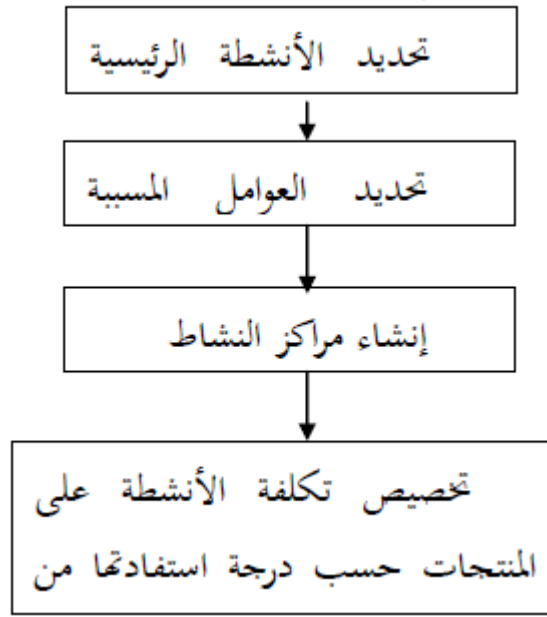 تحديد الأنشطة الرئيسية
تحديد العوامل المسببة
إنشاء مراكز النشاط
تخصيص تكلفة الأنشطة على
المنتجات حسب درجة استفادتها من